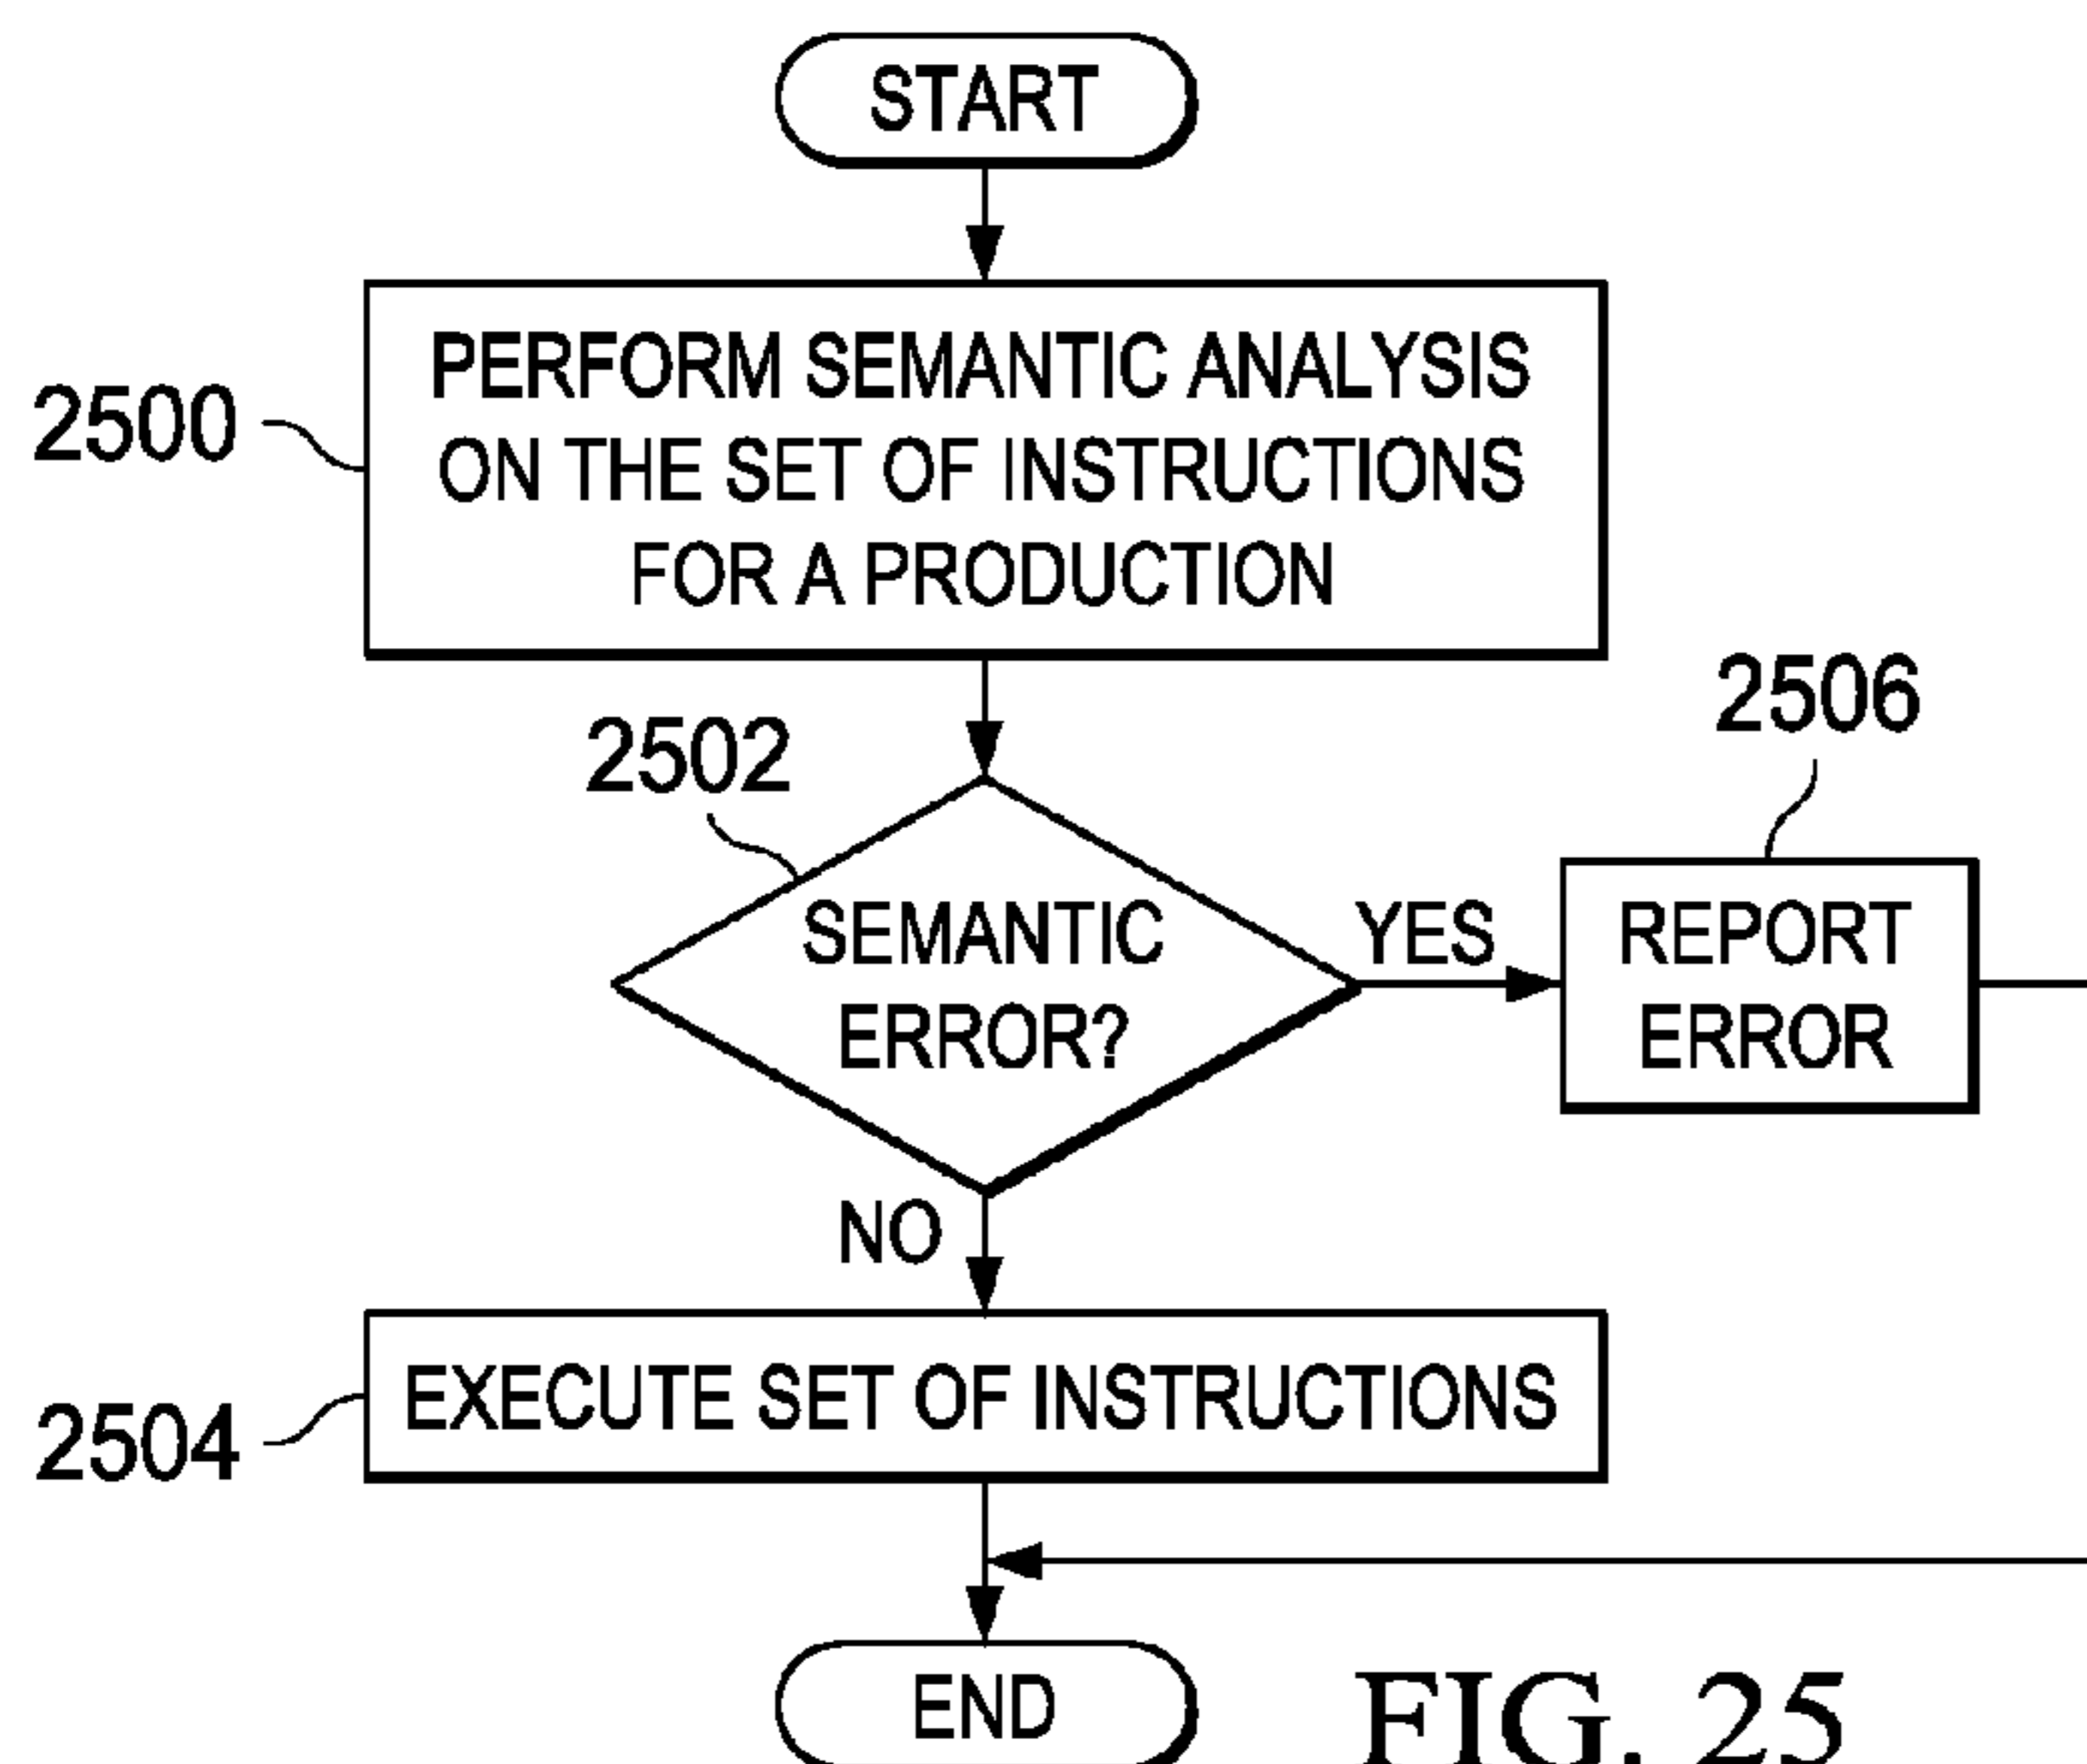 START
PERFORM SEMANTIC ANALYSIS
ON THE SET OF INSTRUCTIONS
FOR A PRODUCTION
2500
2502
2506
SEMANTIC
ERROR?
YES
REPORT
ERROR
NO
EXECUTE SET OF INSTRUCTIONS
2504
END
FIG. 25